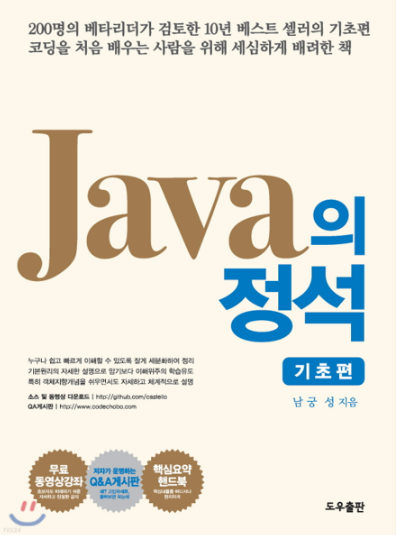 200명의 베타리더가 검토한 10년 베스트 셀러의 기초편
코딩을 처음 배우는 사람을 위해 세심하게 배려한 책
Java의
정석
기초편
남궁 성 지음
누구나 쉽고 빠르게 이해할 수 있도록 잘게 세분화하여 정리
기본원리의 자세한 설명으로 암기보다 이해위주의 학습유도
특히 객체지향개념을 쉬우면서도 자세하고 체계적으로 설명
소스 및 동영상 다운로드 | http://github.com/castello
Q&A게시판 | http://www.codechobo.com
무료
동영상강좌
저자가 운영하는
Q&A게시판
핵심요약
핸드북
도우출판
yes24